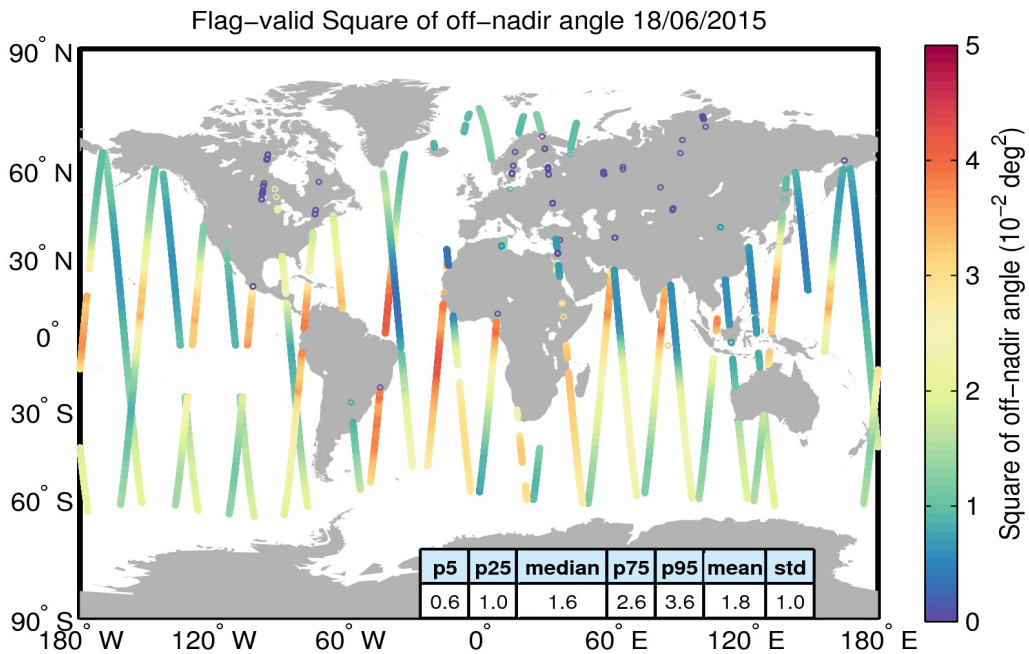 Flag−valid Square of off−nadir angle 18/06/2015
90° N
60° N
30° N
0°
30° S
60° S
90° S
180° W
120° W
60° W
0°
60° E
120° E
180° E
p5 p25 median p75 p95 mean std
0.6 1.0 1.6 2.6 3.6 1.8 1.0
5
4
3
2
1
0
Square of off−nadir angle (10⁻² deg²)